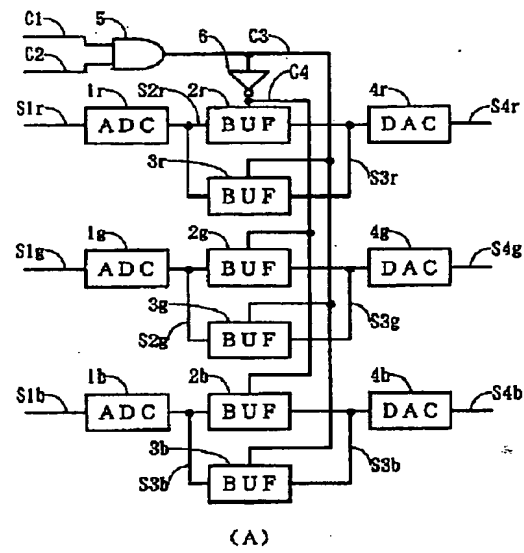 C1 5 6 C3
C2 C4
S1r 1r S2r 2r 4r S4r
ADC BUF DAC
3r S3r
BUF
S1g 1g 2g 4g S4g
ADC BUF DAC
3g
S2g BUF S3g
S1b 1b 2b 4b S4b
ADC BUF DAC
3b
S3b BUF S3b
(A)